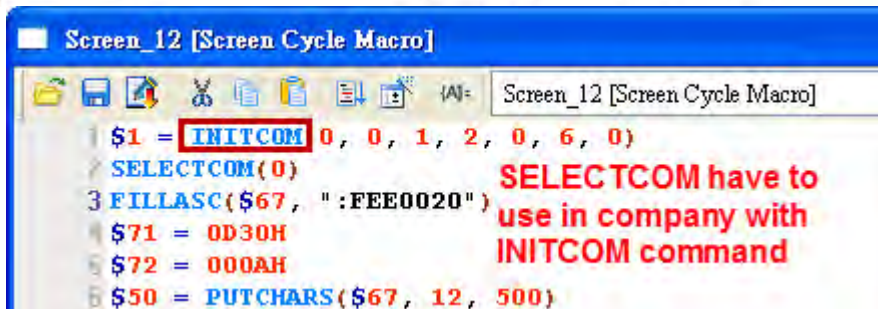 Screen_12 [Screen Cycle Macro]
{A}= Screen_12 [Screen Cycle Macro]
1 $1 = INITCOM 0, 0, 1, 2, 0, 6, 0)
2 SELECTCOM(0)
3 FILLASC($67, ":FEE0020")
4 $71 = 0D30H
5 $72 = 000AH
6 $50 = PUTCHARS($67, 12, 500)
SELECTCOM have to
use in company with
INITCOM command